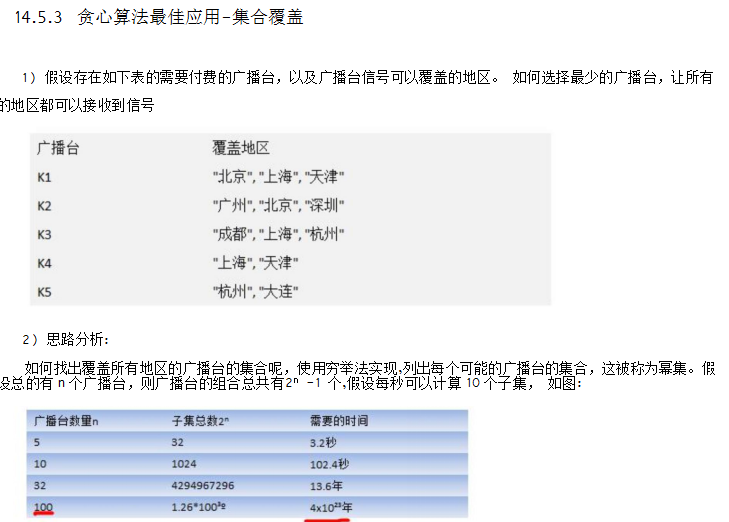 14.5.3 贪心算法最佳应用-集合覆盖
1) 假设存在如下表的需要付费的广播台，以及广播台信号可以覆盖的地区。 如何选择最少的广播台，让所有
的地区都可以接收到信号
广播台 覆盖地区
K1 "北京", "上海", "天津"
K2 "广州", "北京", "深圳"
K3 "成都", "上海", "杭州"
K4 "上海", "天津"
K5 "杭州", "大连"
2) 思路分析:
如何找出覆盖所有地区的广播台的集合呢，使用穷举法实现,列出每个可能的广播台的集合，这被称为幂集。假
设总的有 n 个广播台，则广播台的组合总共有2ⁿ -1 个,假设每秒可以计算 10 个子集， 如图:
广播台数量n 子集总数2ⁿ 需要的时间
5 32 3.2秒
10 1024 102.4秒
32 4294967296 13.6年
100 1.26*100³º 4x10²³年